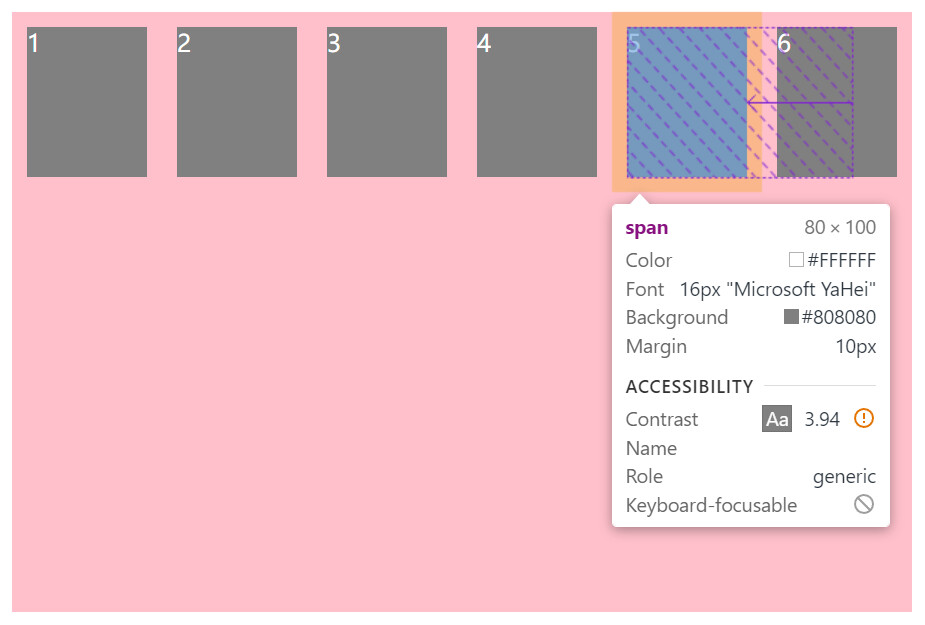 1 2 3 4 5 6
span 80 × 100
Color #FFFFFF
Font 16px "Microsoft YaHei"
Background #808080
Margin 10px
ACCESSIBILITY
Contrast Aa 3.94
Name
Role generic
Keyboard-focusable